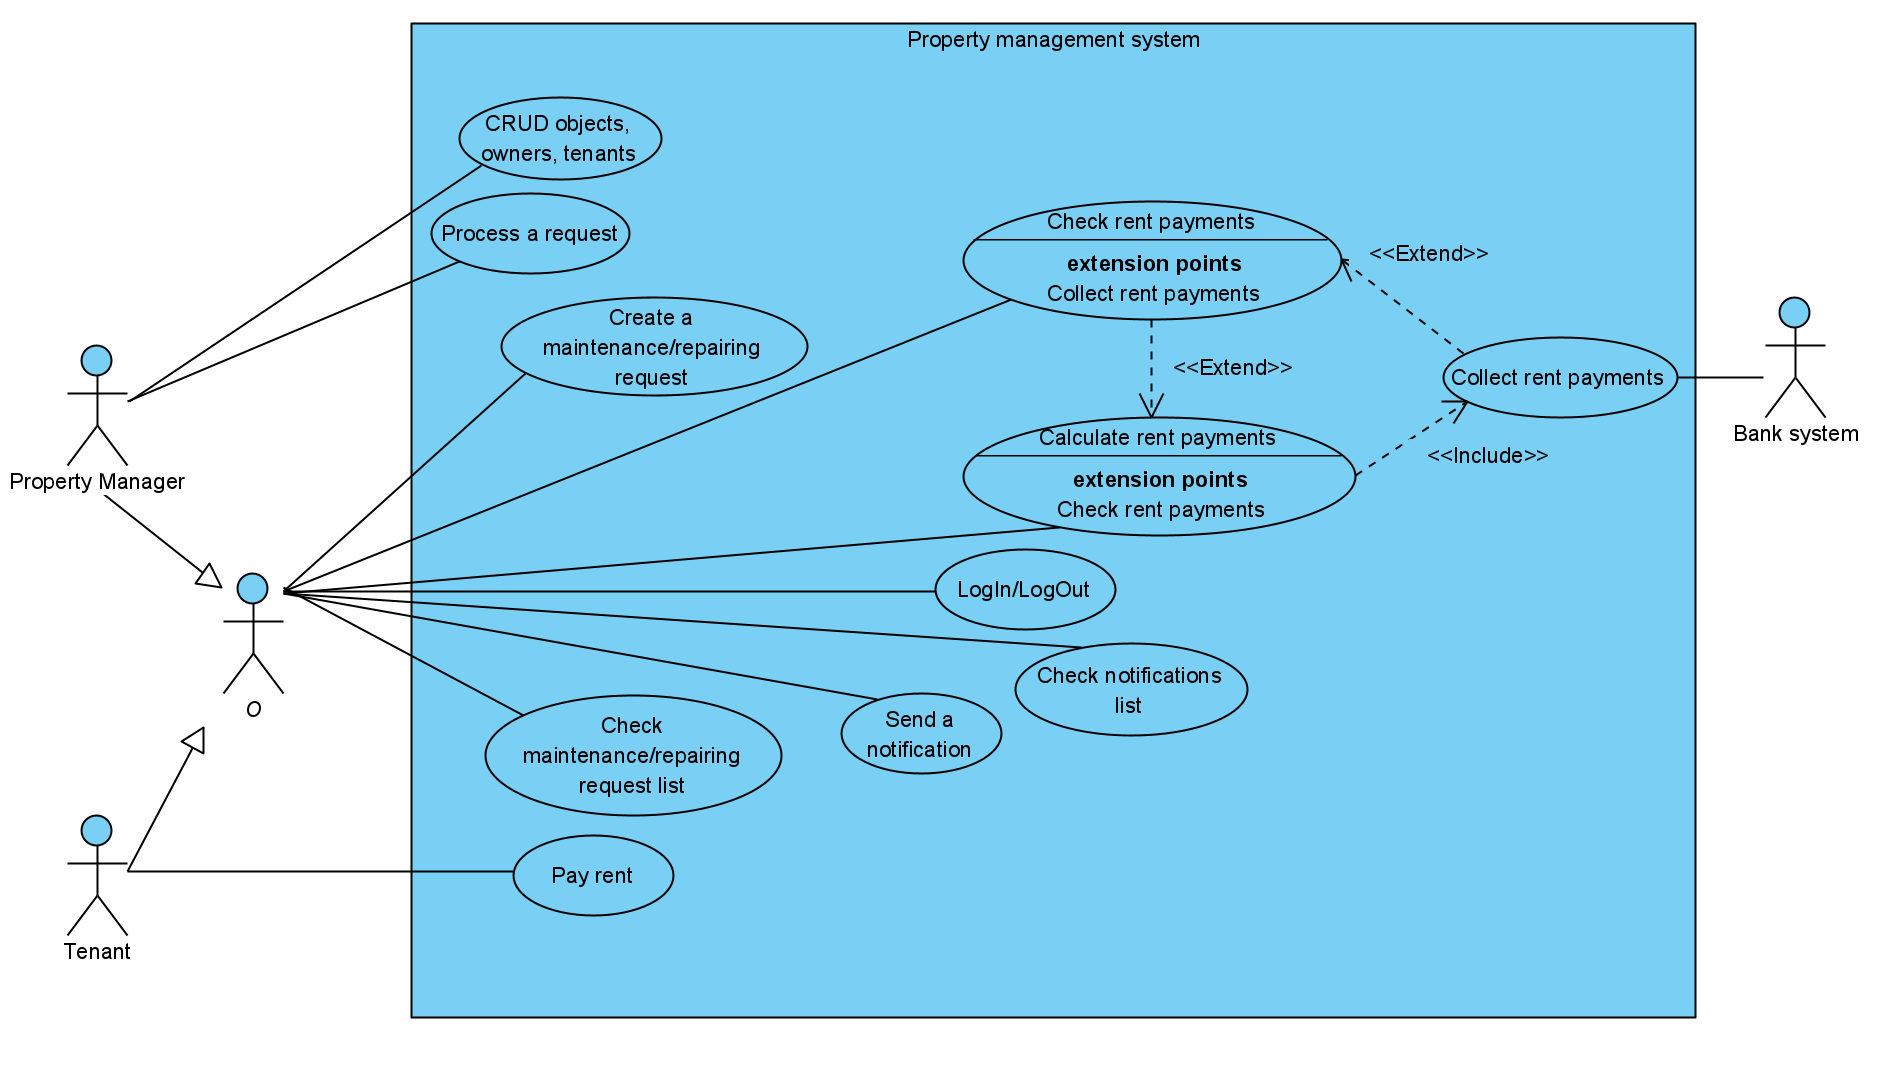 Property management system
CRUD objects,
owners, tenants
Process a request
Check rent payments
extension points
Collect rent payments
<<Extend>>
Create a
maintenance/repairing
request
<<Extend>>
Collect rent payments
Bank system
Calculate rent payments
extension points
Check rent payments
<<Include>>
Property Manager
LogIn/LogOut
O
Check notifications
list
Send a
notification
Check
maintenance/repairing
request list
Pay rent
Tenant